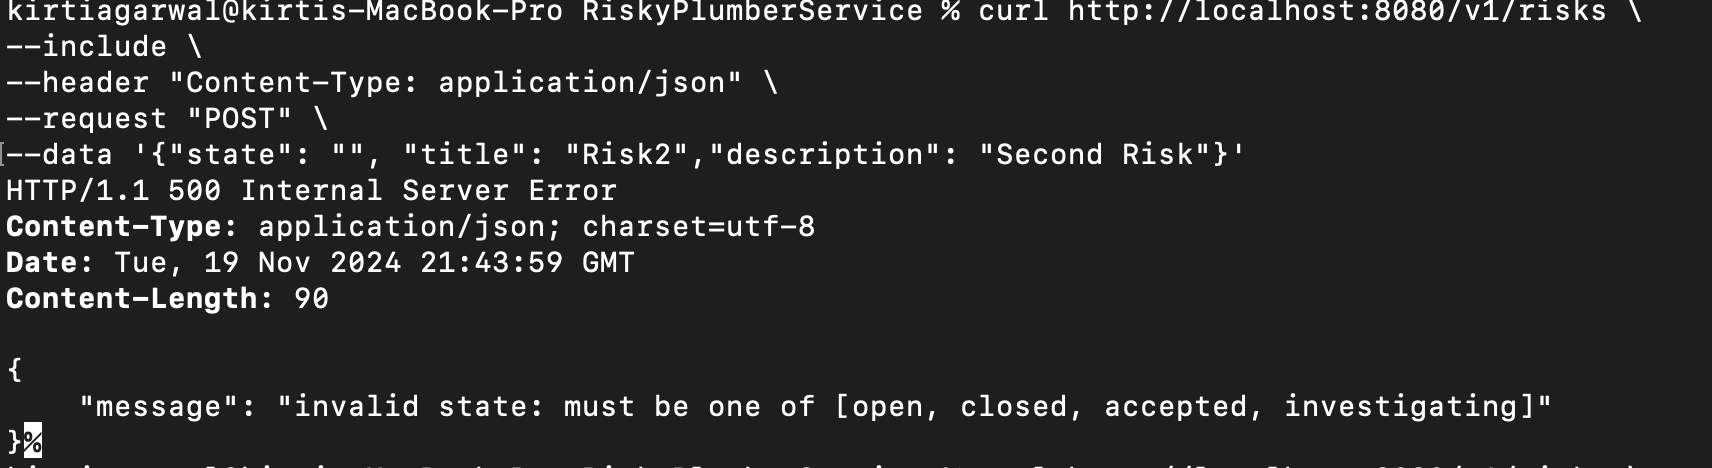 kirtiagarwal@kirtis-MacBook-Pro RiskyPlumberService % curl http://localhost:8080/v1/risks \
--include \
--header "Content-Type: application/json" \
--request "POST" \
--data '{"state": "", "title": "Risk2","description": "Second Risk"}'
HTTP/1.1 500 Internal Server Error
Content-Type: application/json; charset=utf-8
Date: Tue, 19 Nov 2024 21:43:59 GMT
Content-Length: 90
{
    "message": "invalid state: must be one of [open, closed, accepted, investigating]"
}%